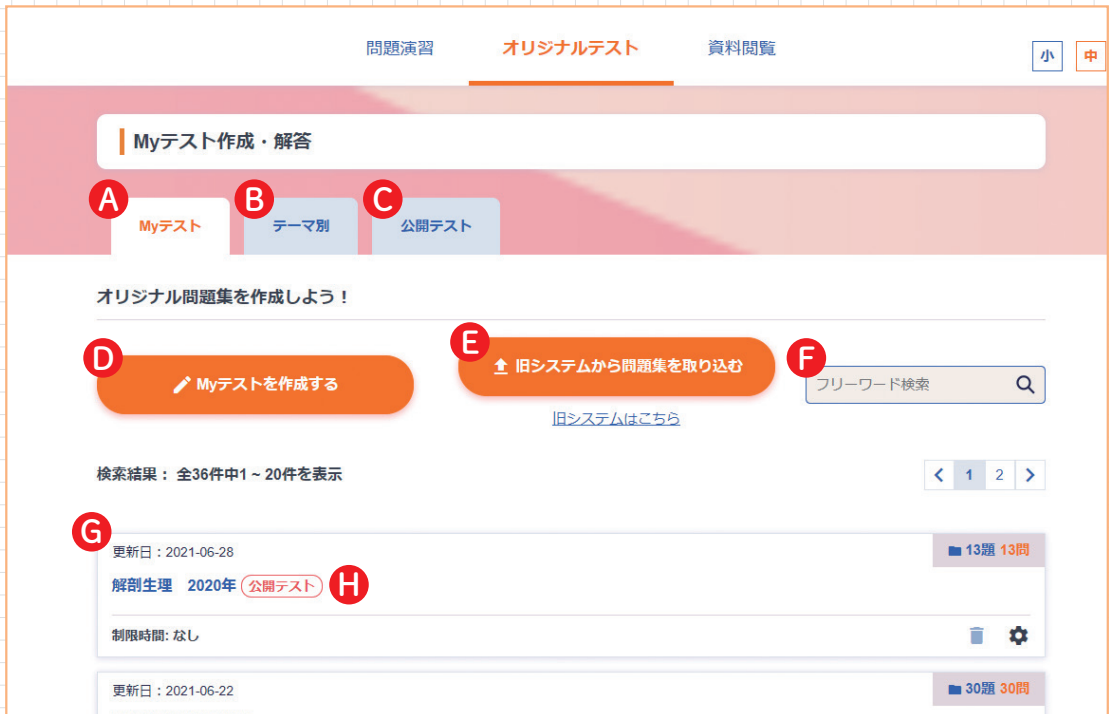 問題演習 オリジナルテスト 資料閲覧 小 中
Myテスト作成・解答
A B C
Myテスト テーマ別 公開テスト
オリジナル問題集を作成しよう!
D E F
Myテストを作成する 旧システムから問題集を取り込む フリーワード検索
旧システムはこちら
検索結果: 全36件中1 ~ 20件を表示 1 2
G
更新日:2021-06-28 13題 13問
解剖生理 2020年 公開テスト H
制限時間: なし
更新日:2021-06-22 30題 30問